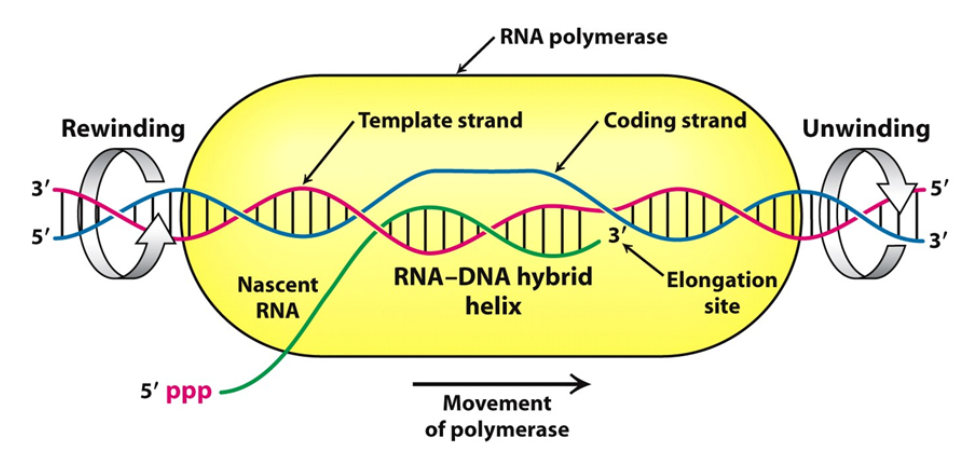 RNA polymerase
Template strand
Coding strand
Rewinding
Unwinding
3′
5′
5′
3′
3′
Nascent
RNA
RNA–DNA hybrid
helix
Elongation
site
5′ ppp
Movement
of polymerase